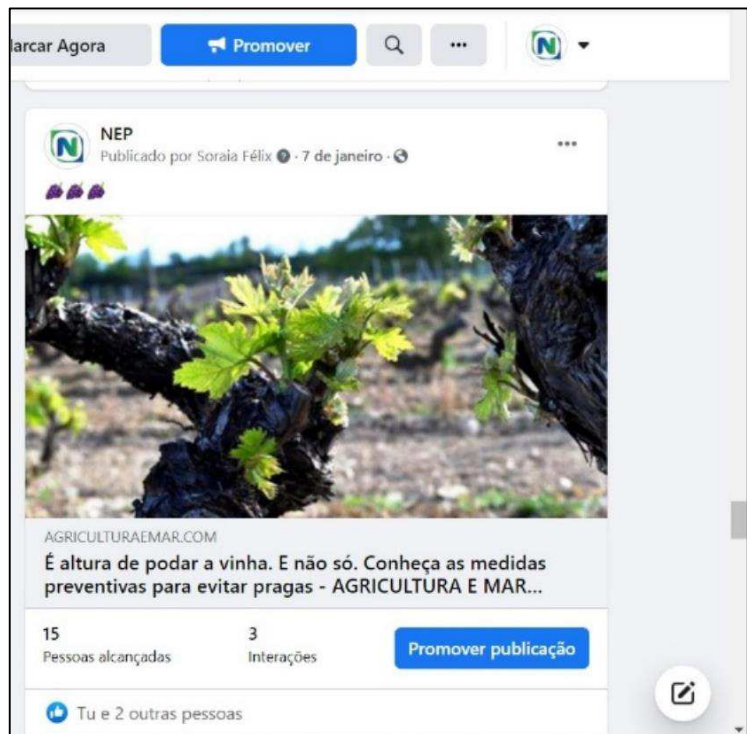 arcar Agora
Promover
NEP
Publicado por Soraia Félix · 7 de janeiro ·
AGRICULTURAEMAR.COM
É altura de podar a vinha. E não só. Conheça as medidas
preventivas para evitar pragas - AGRICULTURA E MAR...
15
Pessoas alcançadas
3
Interações
Promover publicação
Tu e 2 outras pessoas